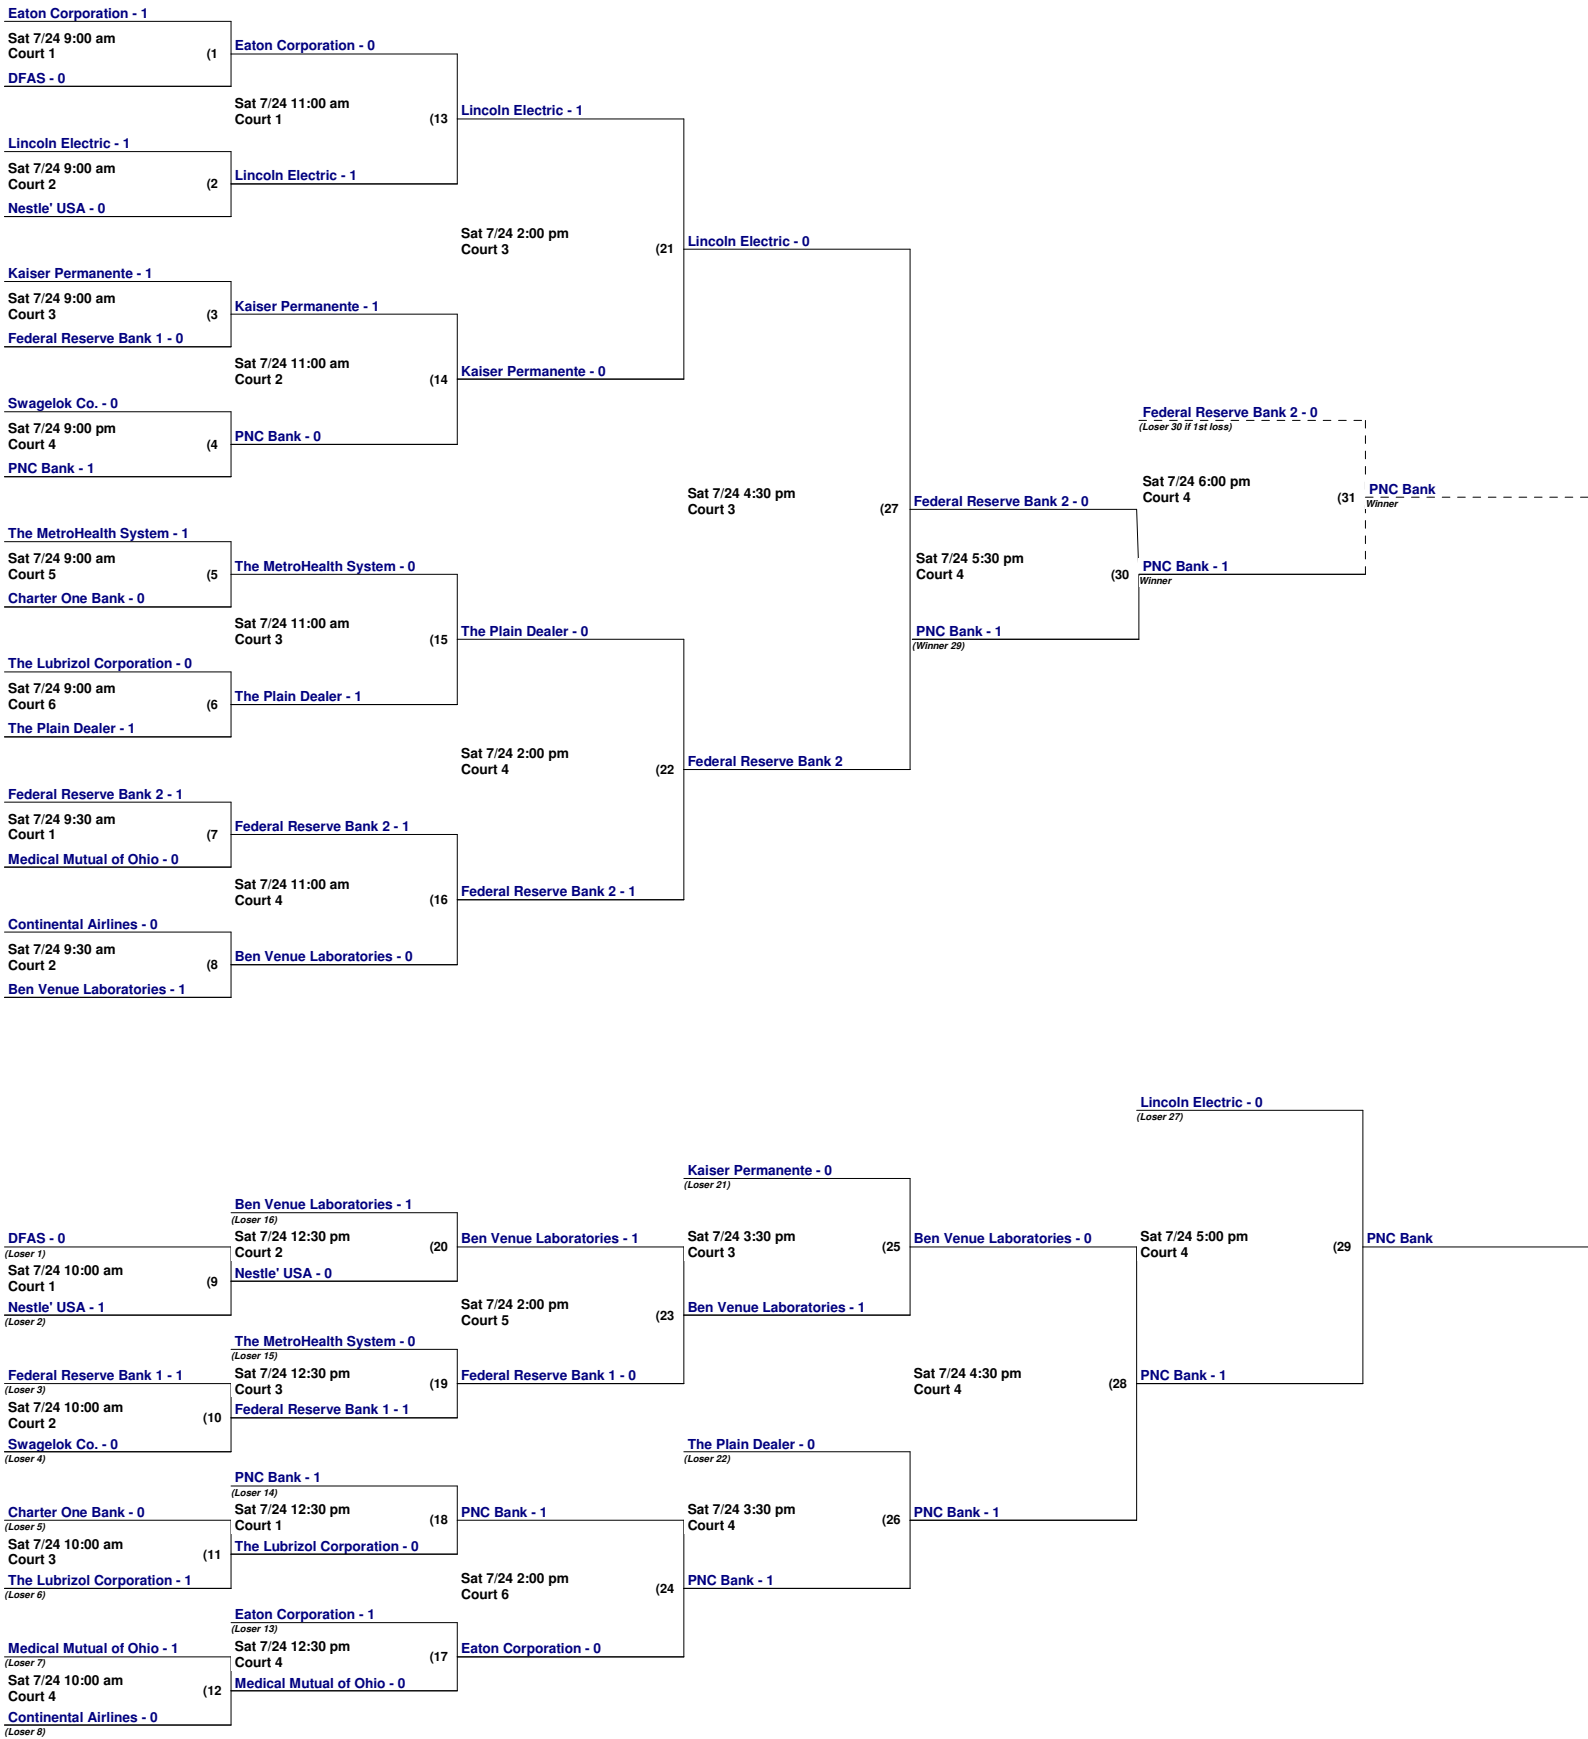 Eaton Corporation - 1
Sat 7/24 9:00 am
Court 1
(1
DFAS - 0
Eaton Corporation - 0
Sat 7/24 11:00 am
Court 1
(13
Lincoln Electric - 1
Lincoln Electric - 1
Sat 7/24 9:00 am
Court 2
(2
Nestle' USA - 0
Lincoln Electric - 1
Sat 7/24 2:00 pm
Court 3
(21
Lincoln Electric - 0
Kaiser Permanente - 1
Sat 7/24 9:00 am
Court 3
(3
Federal Reserve Bank 1 - 0
Kaiser Permanente - 1
Sat 7/24 11:00 am
Court 2
(14
Kaiser Permanente - 0
Swagelok Co. - 0
Sat 7/24 9:00 pm
Court 4
(4
PNC Bank - 1
PNC Bank - 0
Federal Reserve Bank 2 - 0
(Loser 30 if 1st loss)
Sat 7/24 6:00 pm
Court 4
(31
PNC Bank
Winner
Sat 7/24 4:30 pm
Court 3
(27
Federal Reserve Bank 2 - 0
Sat 7/24 5:30 pm
Court 4
(30
PNC Bank - 1
Winner
PNC Bank - 1
(Winner 29)
The MetroHealth System - 1
Sat 7/24 9:00 am
Court 5
(5
Charter One Bank - 0
The MetroHealth System - 0
Sat 7/24 11:00 am
Court 3
(15
The Plain Dealer - 0
The Lubrizol Corporation - 0
Sat 7/24 9:00 am
Court 6
(6
The Plain Dealer - 1
The Plain Dealer - 1
Sat 7/24 2:00 pm
Court 4
(22
Federal Reserve Bank 2
Federal Reserve Bank 2 - 1
Sat 7/24 9:30 am
Court 1
(7
Medical Mutual of Ohio - 0
Federal Reserve Bank 2 - 1
Sat 7/24 11:00 am
Court 4
(16
Federal Reserve Bank 2 - 1
Continental Airlines - 0
Sat 7/24 9:30 am
Court 2
(8
Ben Venue Laboratories - 1
Ben Venue Laboratories - 0
Lincoln Electric - 0
(Loser 27)
Kaiser Permanente - 0
(Loser 21)
Ben Venue Laboratories - 1
(Loser 16)
Sat 7/24 12:30 pm
Court 2
(20
Nestle' USA - 0
DFAS - 0
(Loser 1)
Sat 7/24 10:00 am
Court 1
(9
Nestle' USA - 1
(Loser 2)
Ben Venue Laboratories - 1
Sat 7/24 2:00 pm
Court 5
(23
Sat 7/24 3:30 pm
Court 3
(25
Ben Venue Laboratories - 1
Ben Venue Laboratories - 0
Sat 7/24 5:00 pm
Court 4
(29
PNC Bank
The MetroHealth System - 0
(Loser 15)
Sat 7/24 12:30 pm
Court 3
(19
Federal Reserve Bank 1 - 1
Federal Reserve Bank 1 - 0
Federal Reserve Bank 1 - 1
(Loser 3)
Sat 7/24 10:00 am
Court 2
(10
Swagelok Co. - 0
(Loser 4)
Sat 7/24 4:30 pm
Court 4
(28
PNC Bank - 1
The Plain Dealer - 0
(Loser 22)
PNC Bank - 1
(Loser 14)
Sat 7/24 12:30 pm
Court 1
(18
The Lubrizol Corporation - 0
Charter One Bank - 0
(Loser 5)
Sat 7/24 10:00 am
Court 3
(11
The Lubrizol Corporation - 1
(Loser 6)
PNC Bank - 1
Sat 7/24 2:00 pm
Court 6
(24
Sat 7/24 3:30 pm
Court 4
(26
PNC Bank - 1
PNC Bank - 1
Eaton Corporation - 1
(Loser 13)
Sat 7/24 12:30 pm
Court 4
(17
Medical Mutual of Ohio - 0
Eaton Corporation - 0
Medical Mutual of Ohio - 1
(Loser 7)
Sat 7/24 10:00 am
Court 4
(12
Continental Airlines - 0
(Loser 8)